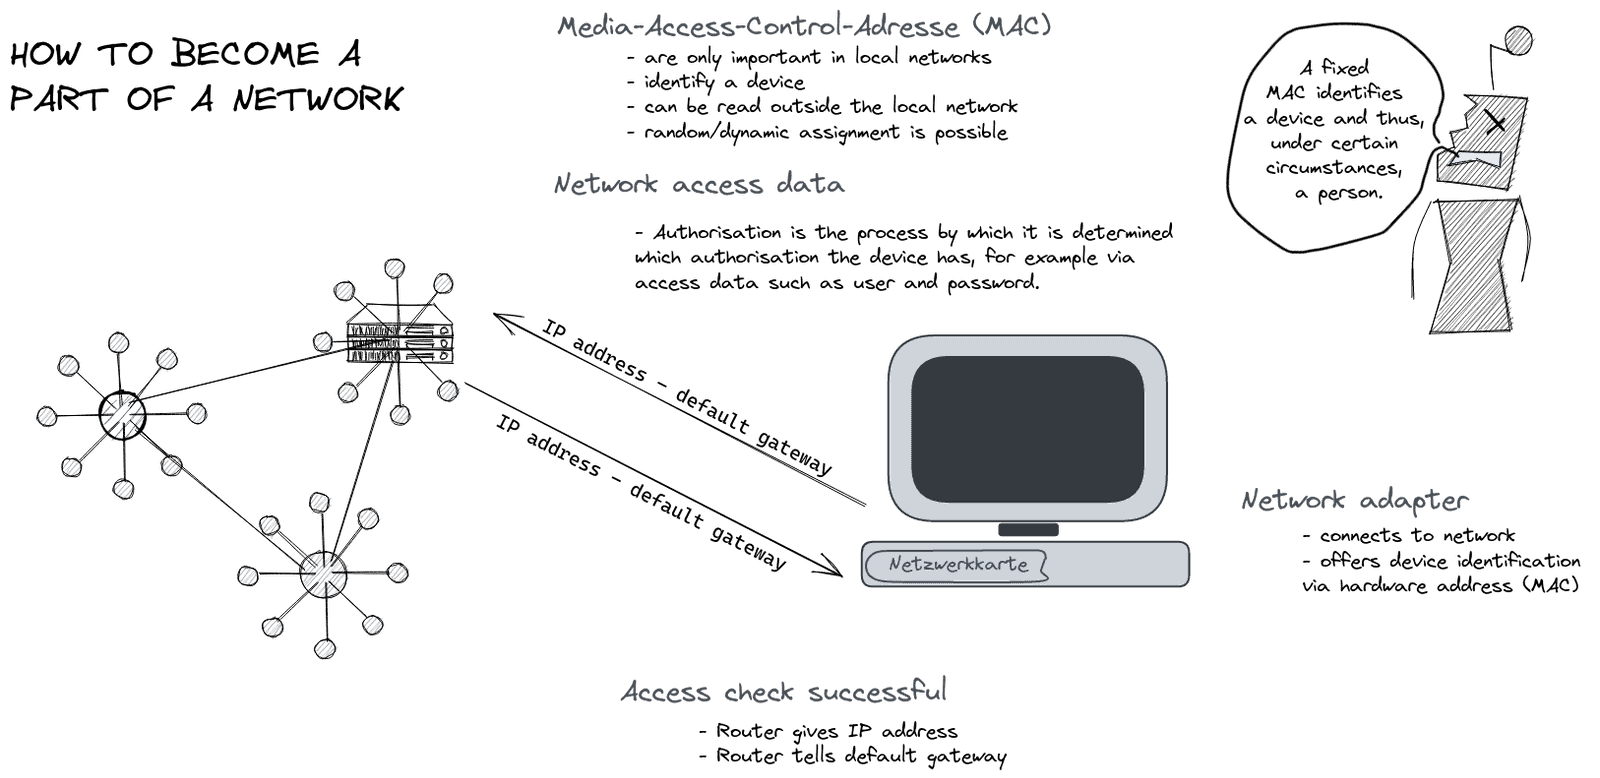 HOW TO BECOME A
PART OF A NETWORK
Media-Access-Control-Adresse (MAC)
- are only important in local networks
- identify a device
- can be read outside the local network
- random/dynamic assignment is possible
A fixed
MAC identifies
a device and thus,
under certain
circumstances,
a person.
Network access data
- Authorisation is the process by which it is determined
which authorisation the device has, for example via
access data such as user and password.
IP address - default gateway
IP address - default gateway
Netzwerkkarte
Network adapter
- connects to network
- offers device identification
via hardware address (MAC)
Access check successful
- Router gives IP address
- Router tells default gateway